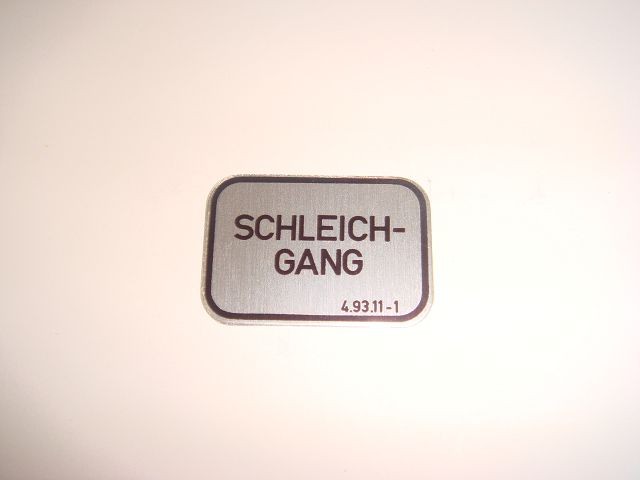 SCHLEICH-
GANG
4.93.11-1